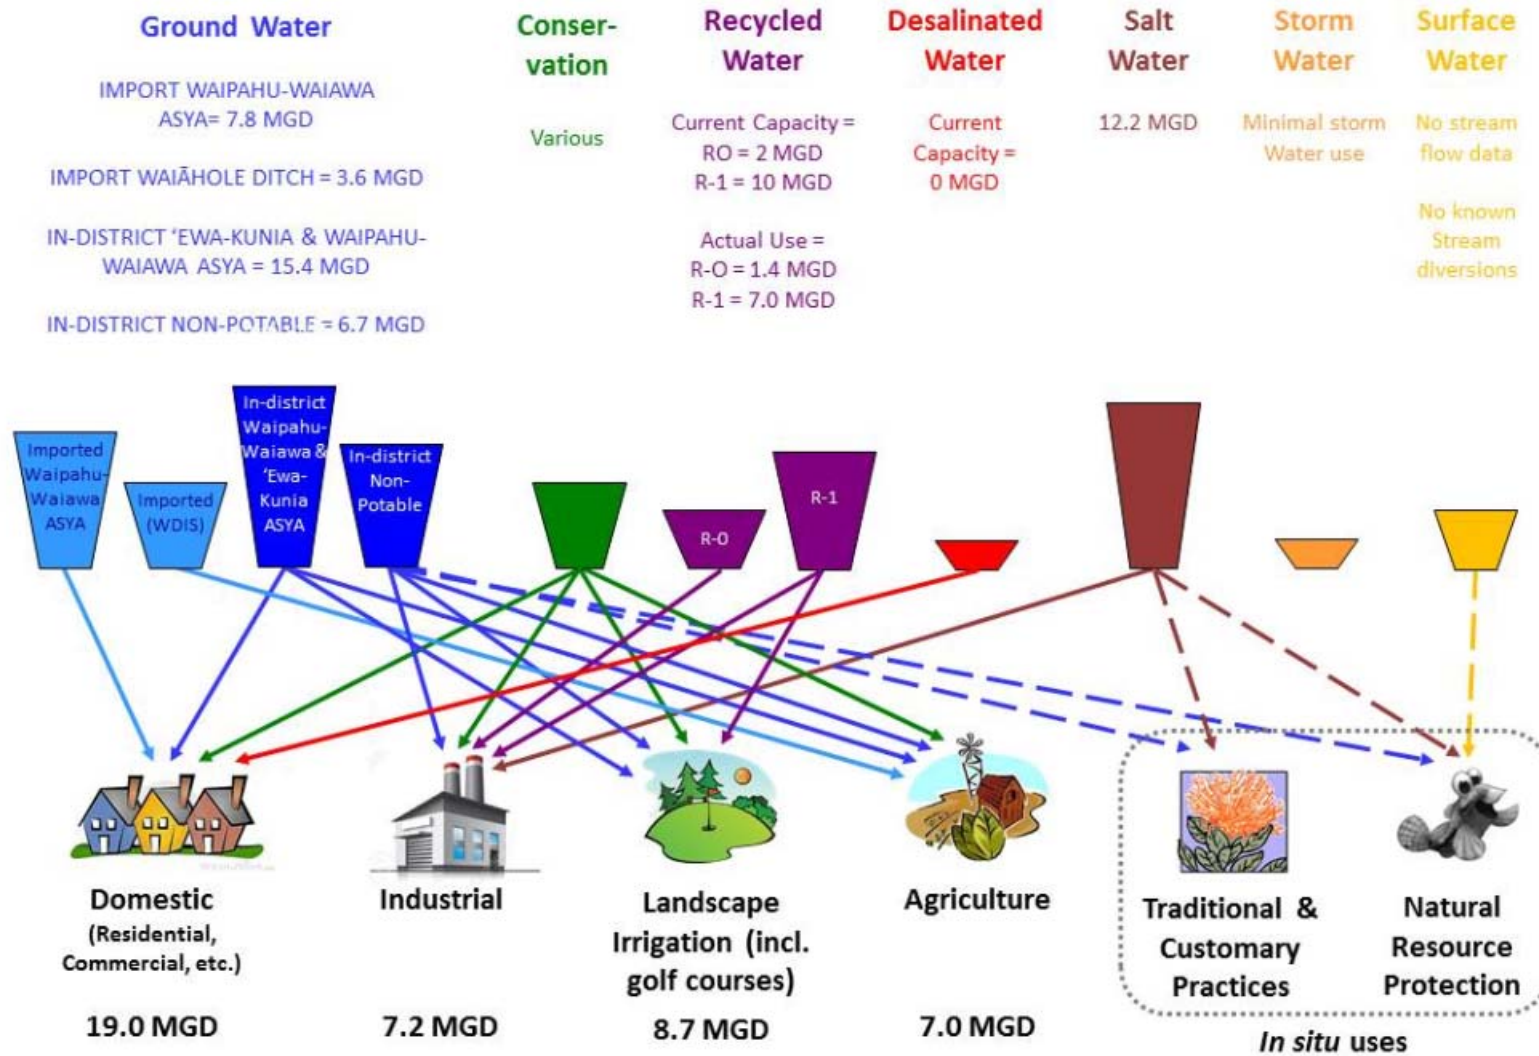 Ground Water
IMPORT WAIPAHU-WAIAWA
ASYA= 7.8 MGD
IMPORT WAIĀHOLE DITCH = 3.6 MGD
IN-DISTRICT ‘EWA-KUNIA & WAIPAHU-
WAIAWA ASYA = 15.4 MGD
IN-DISTRICT NON-POTABLE = 6.7 MGD
Conser-
vation
Various
Recycled
Water
Current Capacity =
RO = 2 MGD
R-1 = 10 MGD
Actual Use =
R-O = 1.4 MGD
R-1 = 7.0 MGD
Desalinated
Water
Current
Capacity =
0 MGD
Salt
Water
12.2 MGD
Storm
Water
Minimal storm
Water use
Surface
Water
No stream
flow data
No known
Stream
diversions
Imported
Waipahu-
Waiawa
ASYA
Imported
(WDIS)
In-district
Waipahu-
Waiawa &
‘Ewa-
Kunia
ASYA
In-district
Non-
Potable
R-O
R-1
Domestic
(Residential,
Commercial, etc.)
19.0 MGD
Industrial
7.2 MGD
Landscape
Irrigation (incl.
golf courses)
8.7 MGD
Agriculture
7.0 MGD
Traditional &
Customary
Practices
Natural
Resource
Protection
In situ uses